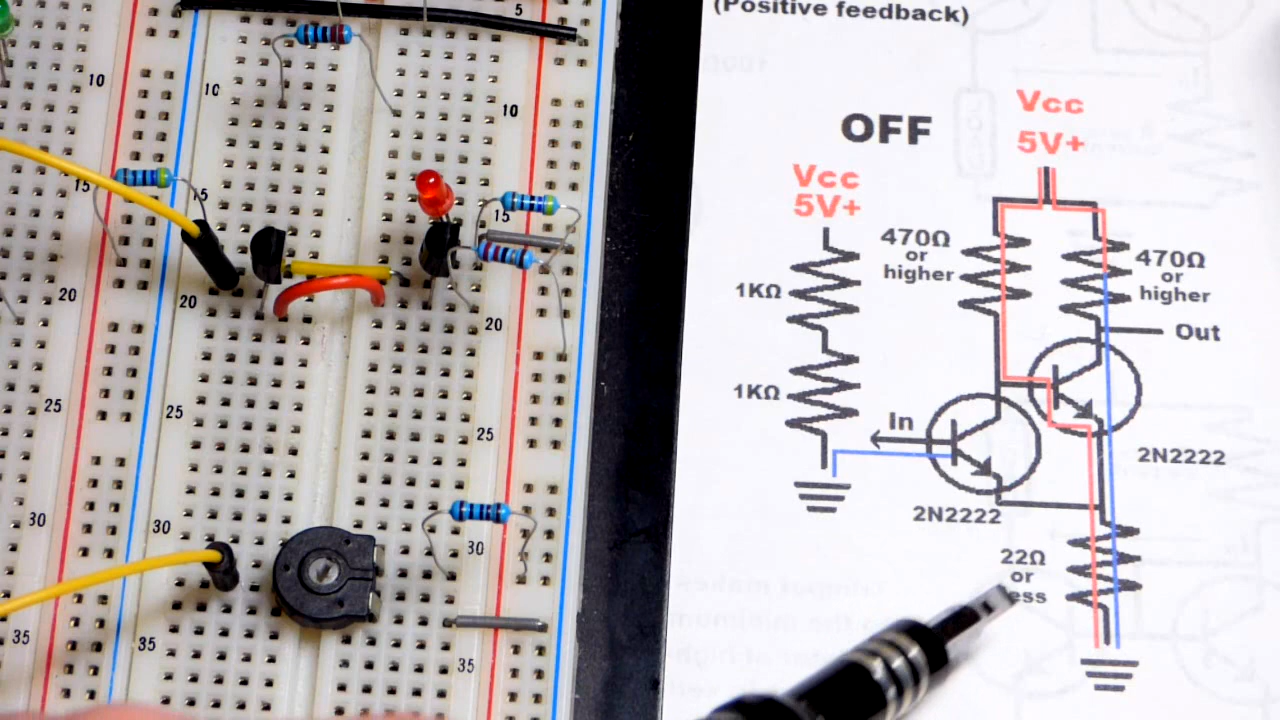 5
10
10
10
15
5
15
20
20
20
25
25
25
30
30
30
35
35
35
(Positive feedback)
OFF
Vcc
5V+
Vcc
5V+
470Ω
or
higher
470Ω
or
higher
1KΩ
Out
1KΩ
In
2N2222
2N2222
22Ω
or
ess